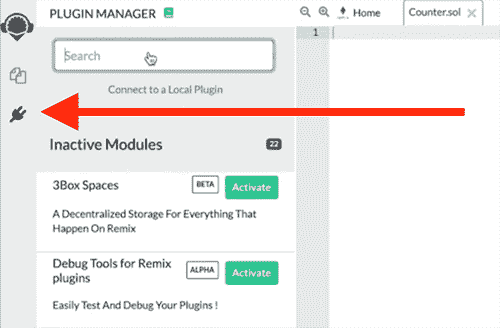 PLUGIN MANAGER
Home
Counter.sol
Search
1
Connect to a Local Plugin
Inactive Modules
22
3Box Spaces
BETA
Activate
A Decentralized Storage For Everything That
Happen On Remix
Debug Tools for Remix
plugins
ALPHA
Activate
Easily Test And Debug Your Plugins !